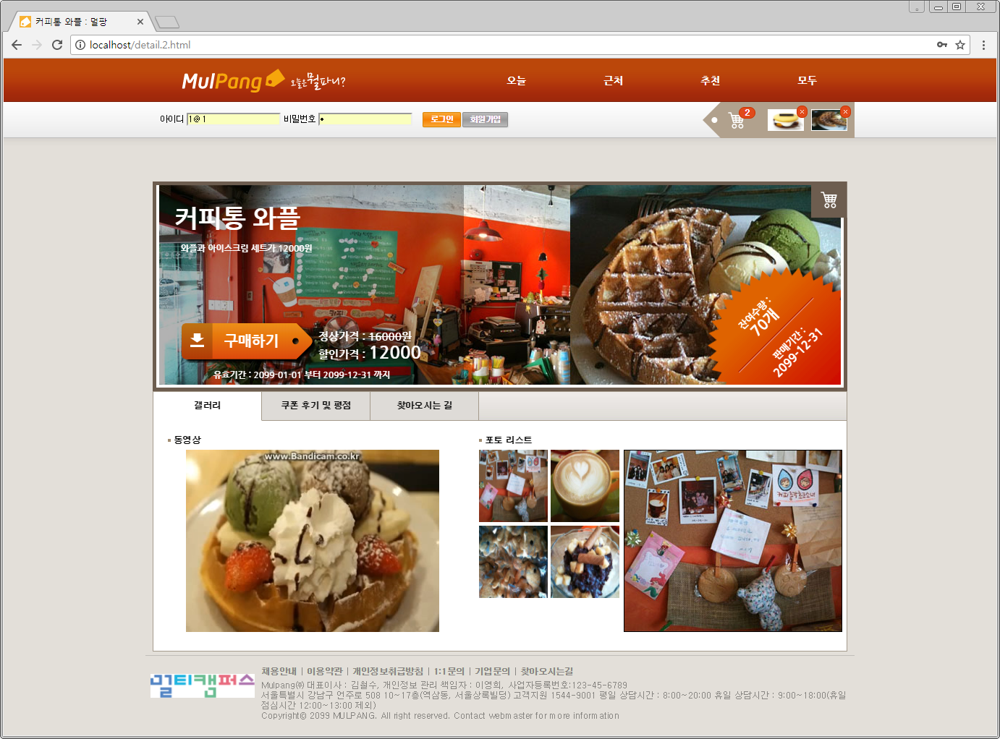 커피통 와플 : 멀팡
localhost/detail.2.html
MulPang 오늘은 뭘파니?
오늘 근처 추천 모두
아이디 1@1 비밀번호 • 로그인 회원가입
2
커피통 와플
와플과 아이스크림 세트가 12000원
잔여수량 :
70개
판매기간 :
2099-12-31
구매하기
정상가격 : 16000원
할인가격 : 12000
유효기간 : 2099-01-01 부터 2099-12-31 까지
갤러리 쿠폰 후기 및 평점 찾아오시는 길
동영상
포토 리스트
www.Bandicam.co.kr
멀티캠퍼스
채용안내 | 이용약관 | 개인정보취급방침 | 1:1문의 | 기업문의 | 찾아오시는길
Mulpang㈜ 대표이사 : 김철수, 개인정보 관리 책임자 : 이영희, 사업자등록번호:123-45-6789
서울특별시 강남구 언주로 508 10~17층(역삼동, 서울상록빌딩) 고객지원 1544-9001 평일 상담시간 : 8:00~20:00 휴일 상담시간 : 9:00~18:00(휴일
점심시간 12:00~13:00 제외)
Copyright© 2099 MULPANG. All right reserved. Contact webmaster for more information